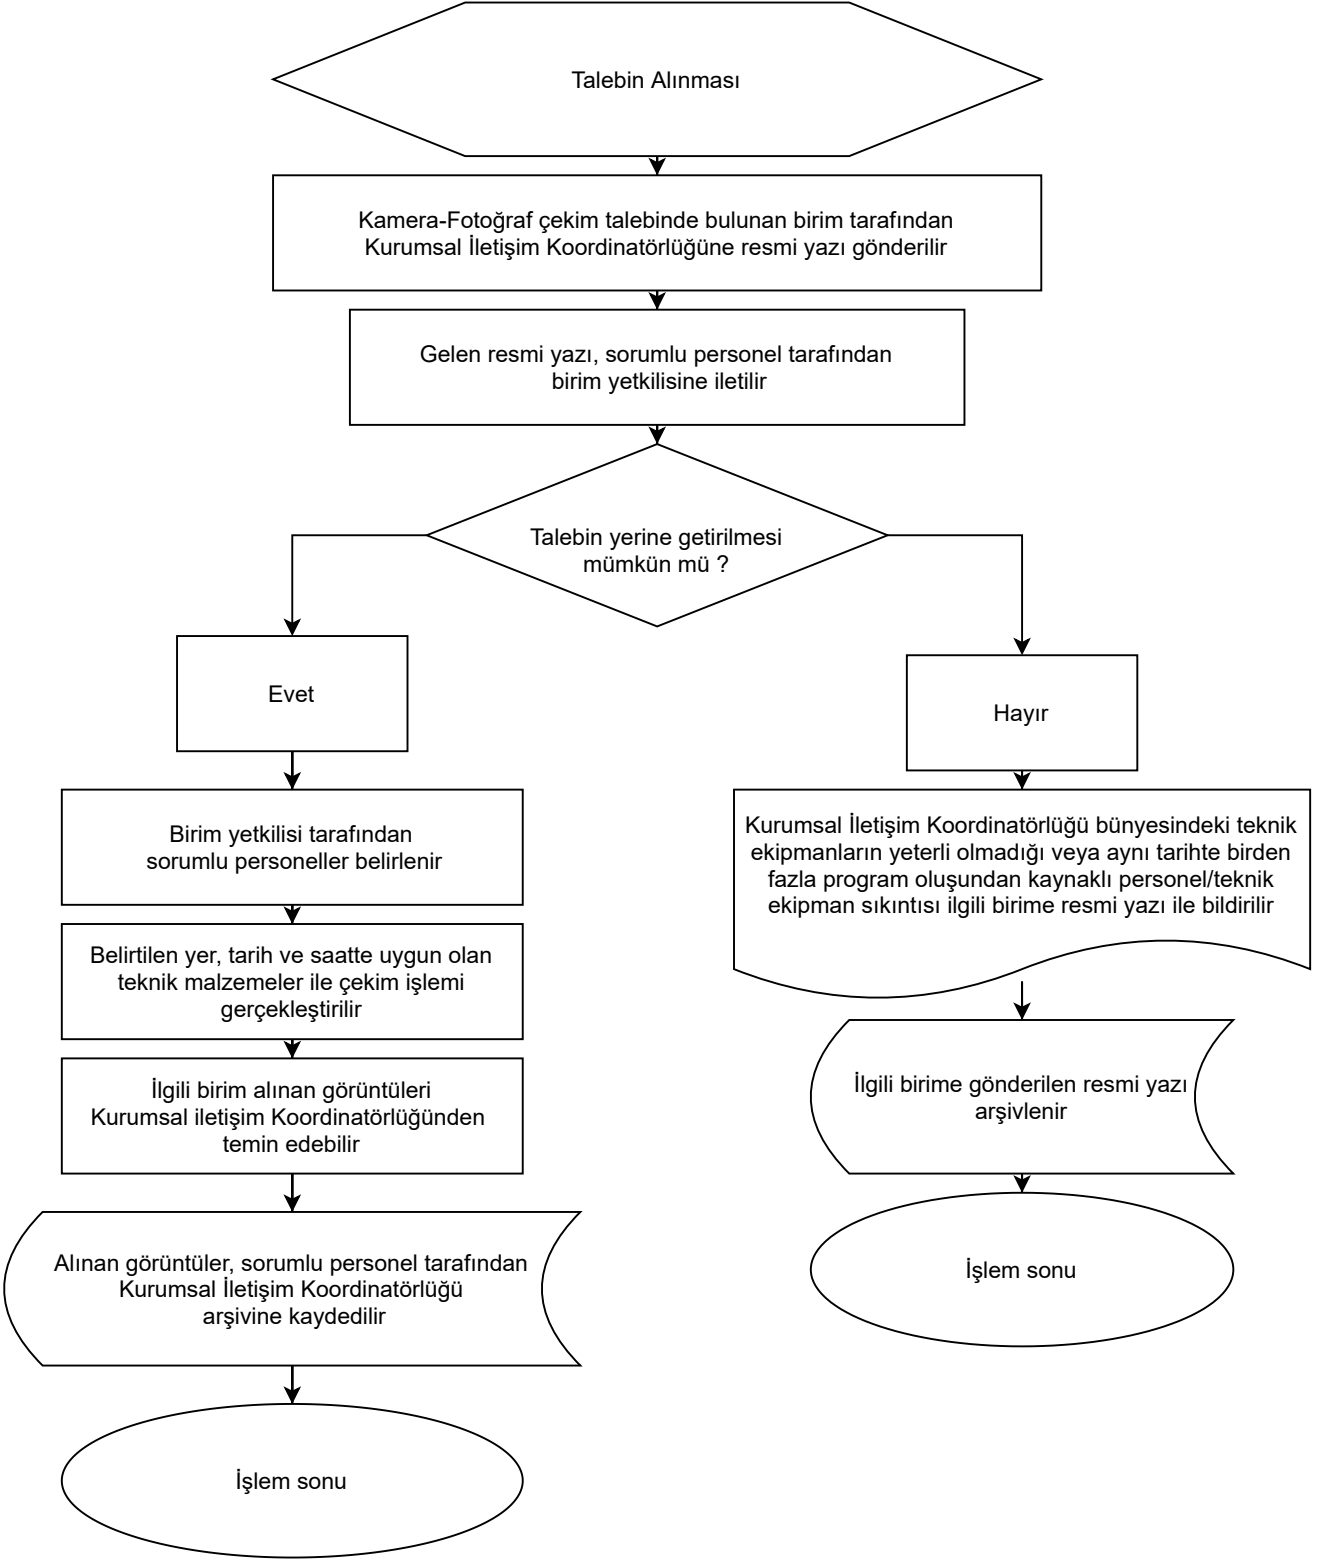 Talebin Alınması
Kamera-Fotoğraf çekim talebinde bulunan birim tarafından
Kurumsal İletişim Koordinatörlüğüne resmi yazı gönderilir
Gelen resmi yazı, sorumlu personel tarafından
birim yetkilisine iletilir
Talebin yerine getirilmesi
mümkün mü ?
Evet
Birim yetkilisi tarafından
sorumlu personeller belirlenir
Belirtilen yer, tarih ve saatte uygun olan
teknik malzemeler ile çekim işlemi
gerçekleştirilir
İlgili birim alınan görüntüleri
Kurumsal iletişim Koordinatörlüğünden
temin edebilir
Alınan görüntüler, sorumlu personel tarafından
Kurumsal İletişim Koordinatörlüğü
arşivine kaydedilir
İşlem sonu
Hayır
Kurumsal İletişim Koordinatörlüğü bünyesindeki teknik
ekipmanların yeterli olmadığı veya aynı tarihte birden
fazla program oluşundan kaynaklı personel/teknik
ekipman sıkıntısı ilgili birime resmi yazı ile bildirilir
İlgili birime gönderilen resmi yazı
arşivlenir
İşlem sonu